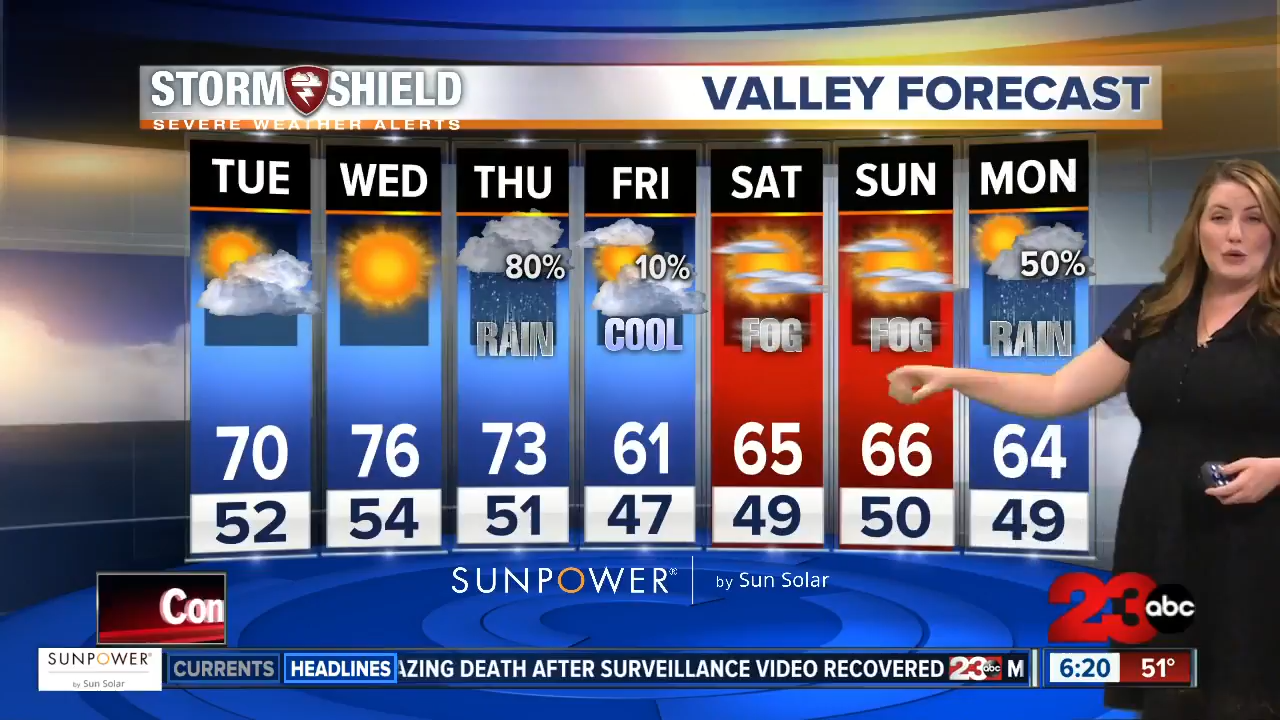 STORM SHIELD
SEVERE WEATHER ALERTS
VALLEY FORECAST
TUE WED THU FRI SAT SUN MON
80% 10% 50%
RAIN COOL FOG FOG RAIN
70 76 73 61 65 66 64
52 54 51 47 49 50 49
SUNPOWER® by Sun Solar
Con
23 abc
SUNPOWER®
by Sun Solar
CURRENTS HEADLINES AZING DEATH AFTER SURVEILLANCE VIDEO RECOVERED 23 abc M 6:20 51°